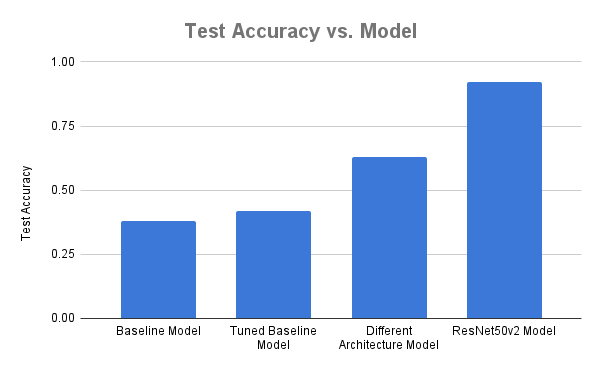 Test Accuracy vs. Model
1.00
0.75
0.50
0.25
0.00
Test Accuracy
Baseline Model
Tuned Baseline
Model
Different
Architecture Model
ResNet50v2 Model